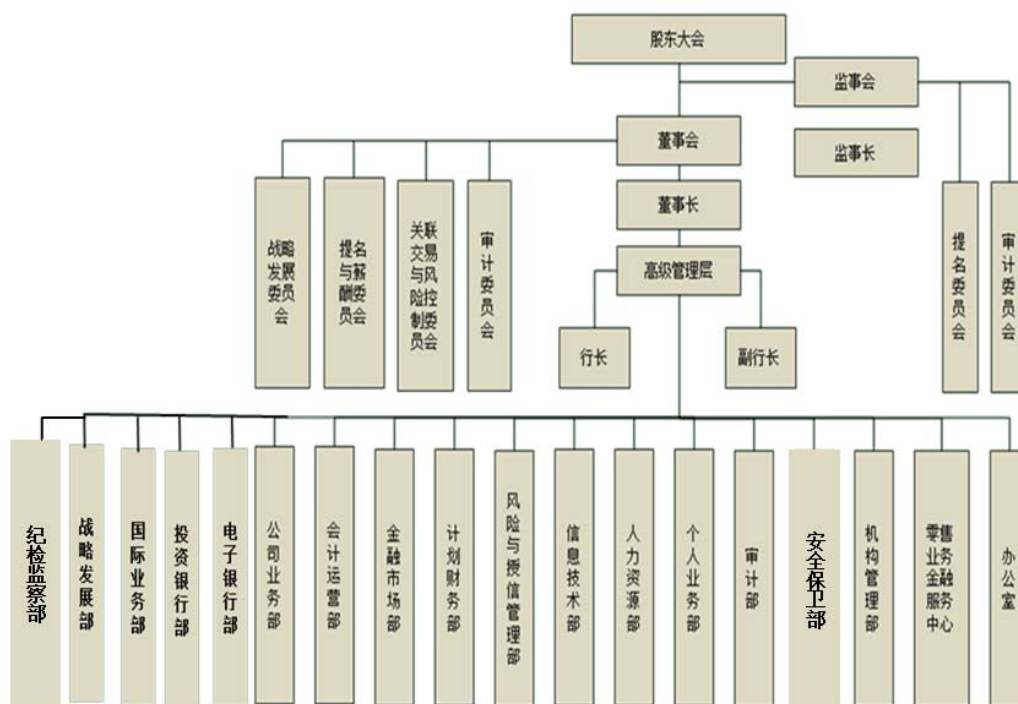 股东大会
监事会
董事会
监事长
董事长
战略发展委员会
提名与薪酬委员会
关联交易与风险控制委员会
审计委员会
高级管理层
提名委员会
审计委员会
行长
副行长
纪检监察部
战略发展部
国际业务部
投资银行部
电子银行部
公司业务部
会计运营部
金融市场部
计划财务部
风险与授信管理部
信息技术部
人力资源部
个人业务部
审计部
安全保卫部
机构管理部
零售业务金融服务中心
办公室